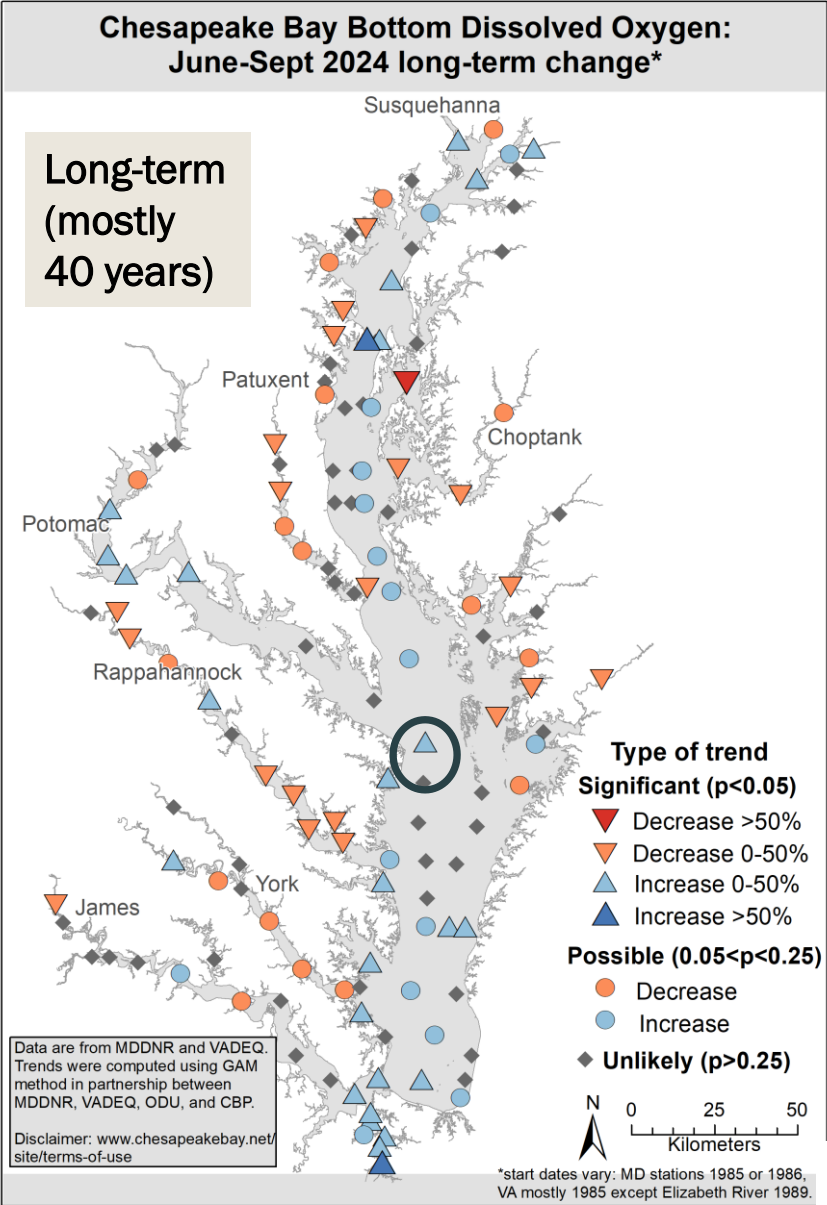 Chesapeake Bay Bottom Dissolved Oxygen:
June-Sept 2024 long-term change*
Susquehanna
Long-term
(mostly
40 years)
Patuxent
Choptank
Potomac
Rappahannock
York
James
Type of trend
Significant (p<0.05)
Decrease >50%
Decrease 0-50%
Increase 0-50%
Increase >50%
Possible (0.05<p<0.25)
Decrease
Increase
Unlikely (p>0.25)
Data are from MDDNR and VADEQ.
Trends were computed using GAM
method in partnership between
MDDNR, VADEQ, ODU, and CBP.
Disclaimer: www.chesapeakebay.net/
site/terms-of-use
N
0 25 50
Kilometers
*start dates vary: MD stations 1985 or 1986,
VA mostly 1985 except Elizabeth River 1989.